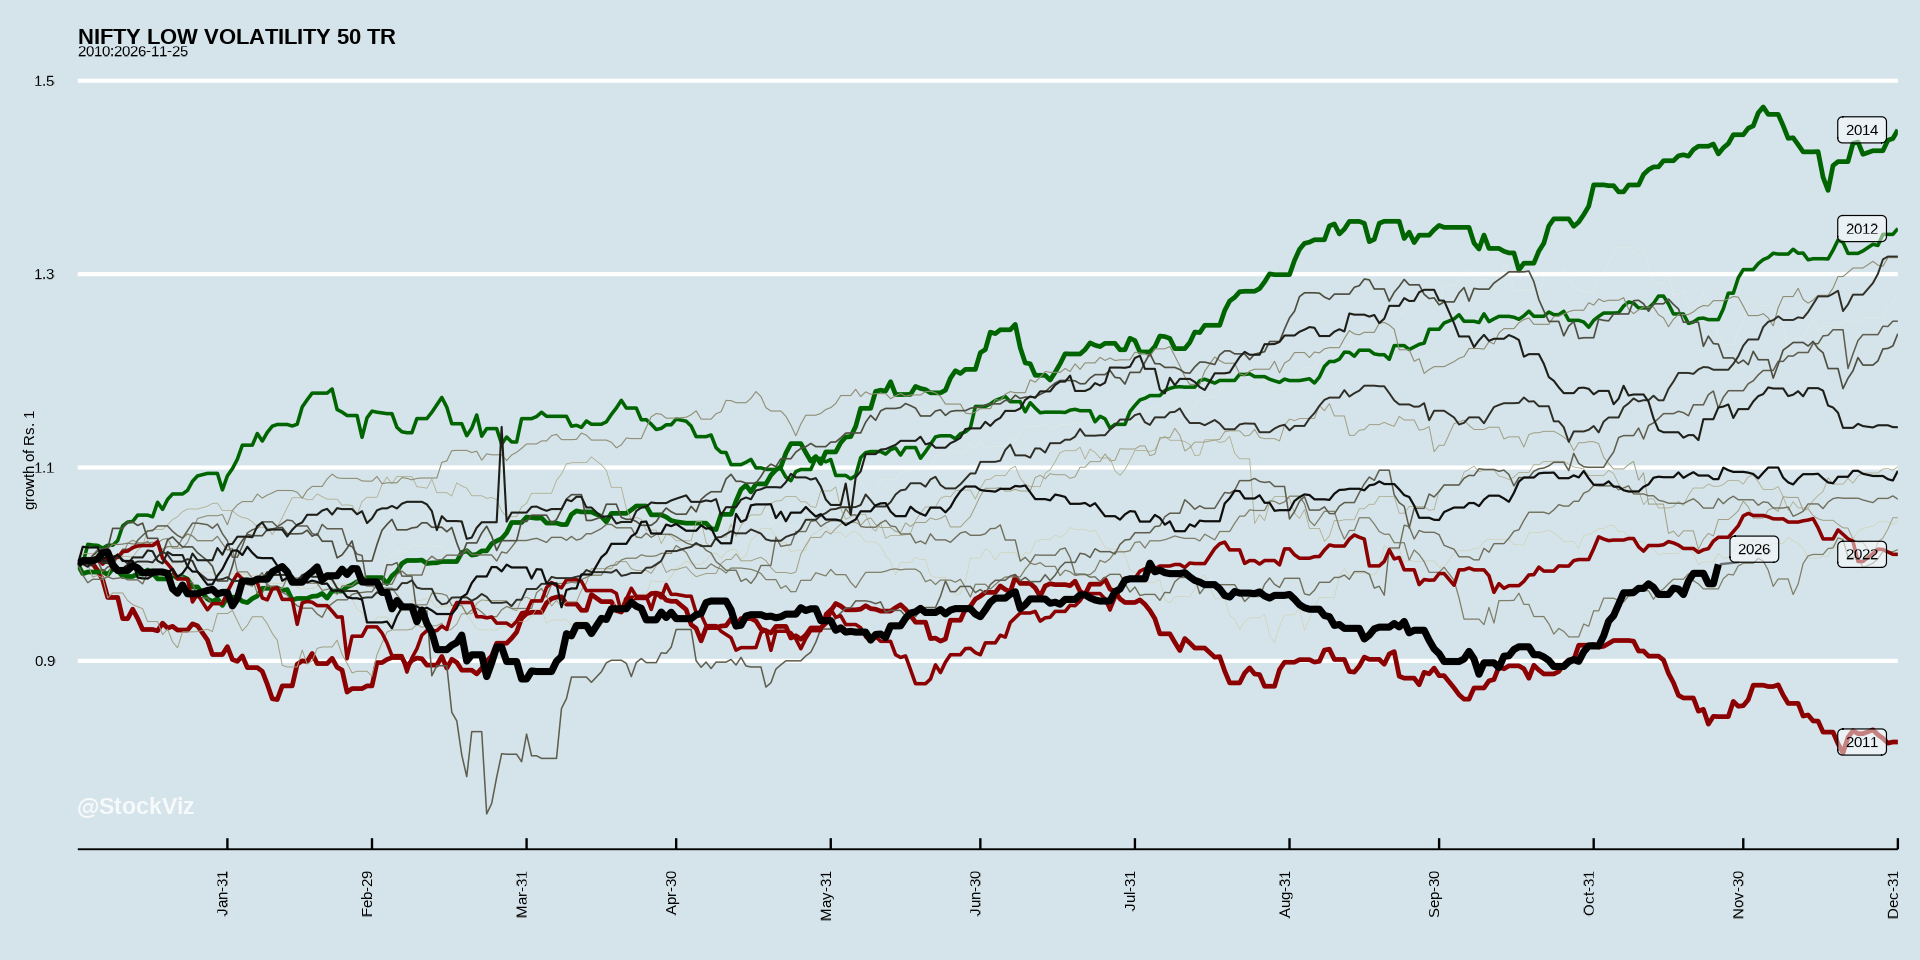 NIFTY LOW VOLATILITY 50 TR
2010:2026-11-25
1.5
1.3
1.1
0.9
growth of Rs. 1
2014
2012
2026
2022
2011
@StockViz
Jan-31
Feb-29
Mar-31
Apr-30
May-31
Jun-30
Jul-31
Aug-31
Sep-30
Oct-31
Nov-30
Dec-31